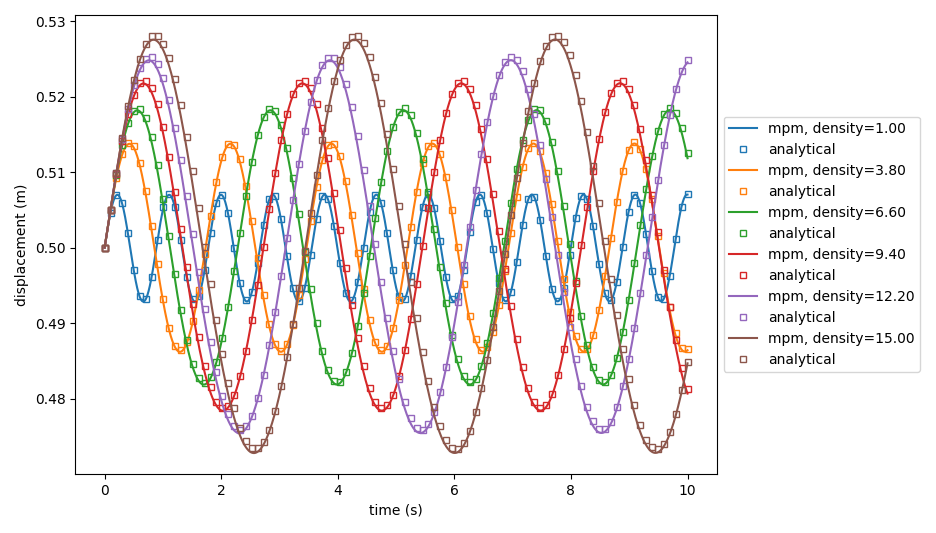 0.53
0.52
0.51
0.50
0.49
0.48
displacement (m)
0
2
4
6
8
10
time (s)
mpm, density=1.00
analytical
mpm, density=3.80
analytical
mpm, density=6.60
analytical
mpm, density=9.40
analytical
mpm, density=12.20
analytical
mpm, density=15.00
analytical